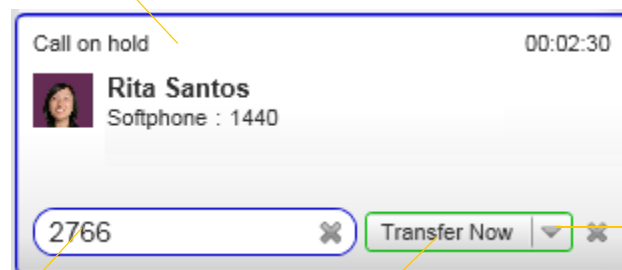 Call on hold 00:02:30
Rita Santos
Softphone : 1440
2766 Transfer Now